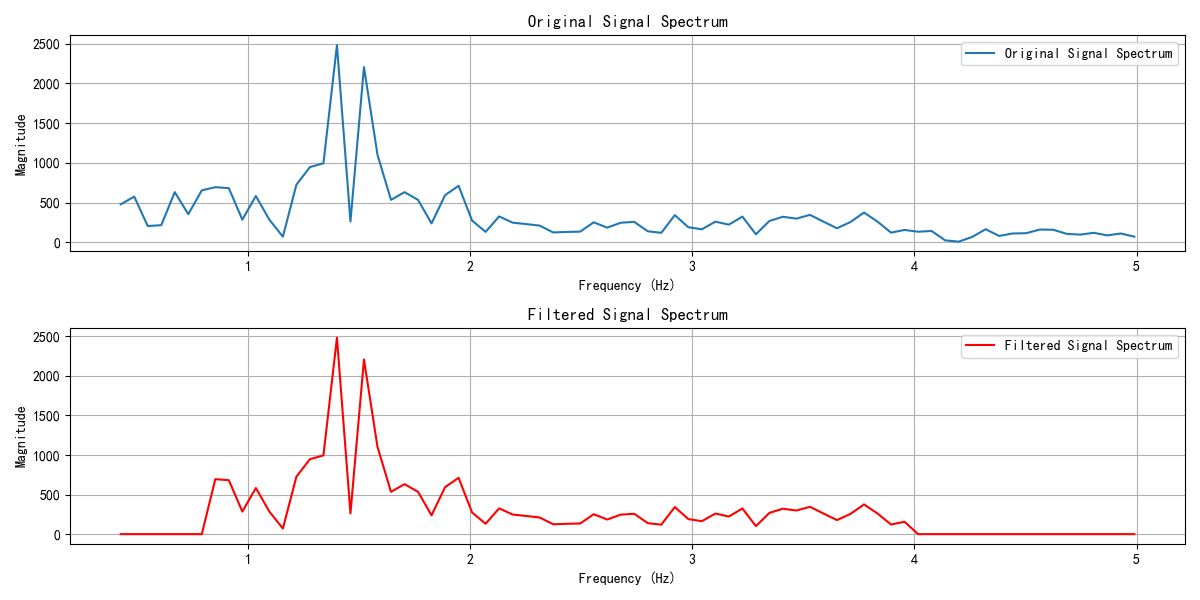 Original Signal Spectrum
Original Signal Spectrum
2500
2000
1500
1000
500
0
Magnitude
1 2 3 4 5
Frequency (Hz)
Filtered Signal Spectrum
Filtered Signal Spectrum
2500
2000
1500
1000
500
0
Magnitude
1 2 3 4 5
Frequency (Hz)